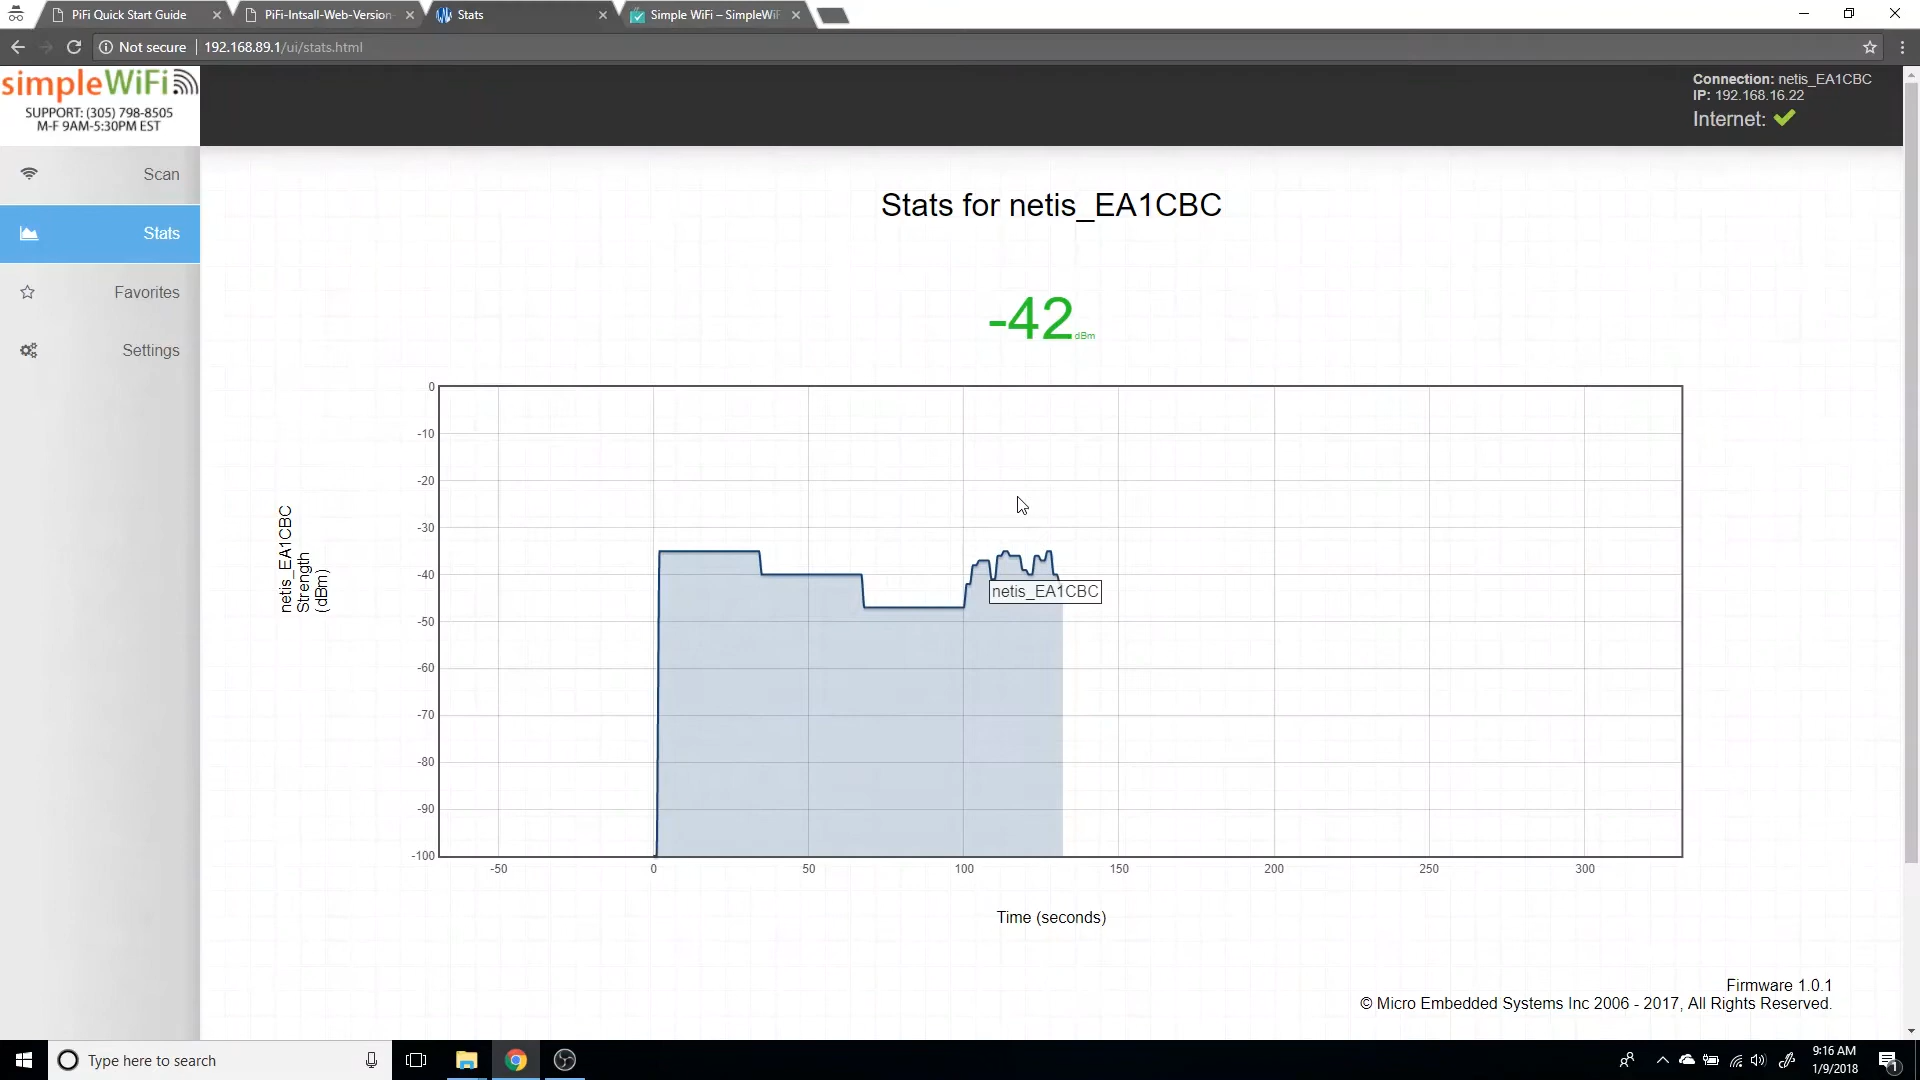 PiFi Quick Start Guide
PiFi-Intsall-Web-Version
Stats
Simple WiFi – SimpleWiF
Not secure
192.168.89.1/ui/stats.html
simpleWiFi
SUPPORT: (305) 798-8505
M-F 9AM-5:30PM EST
Connection: netis_EA1CBC
IP: 192.168.16.22
Internet:
Scan
Stats
Favorites
Settings
Stats for netis_EA1CBC
-42 dBm
netis_EA1CBC
Strength
(dBm)
0
-10
-20
-30
-40
-50
-60
-70
-80
-90
-100
netis_EA1CBC
-50 0 50 100 150 200 250 300
Time (seconds)
Firmware 1.0.1
© Micro Embedded Systems Inc 2006 - 2017, All Rights Reserved.
Type here to search
9:16 AM
1/9/2018
1